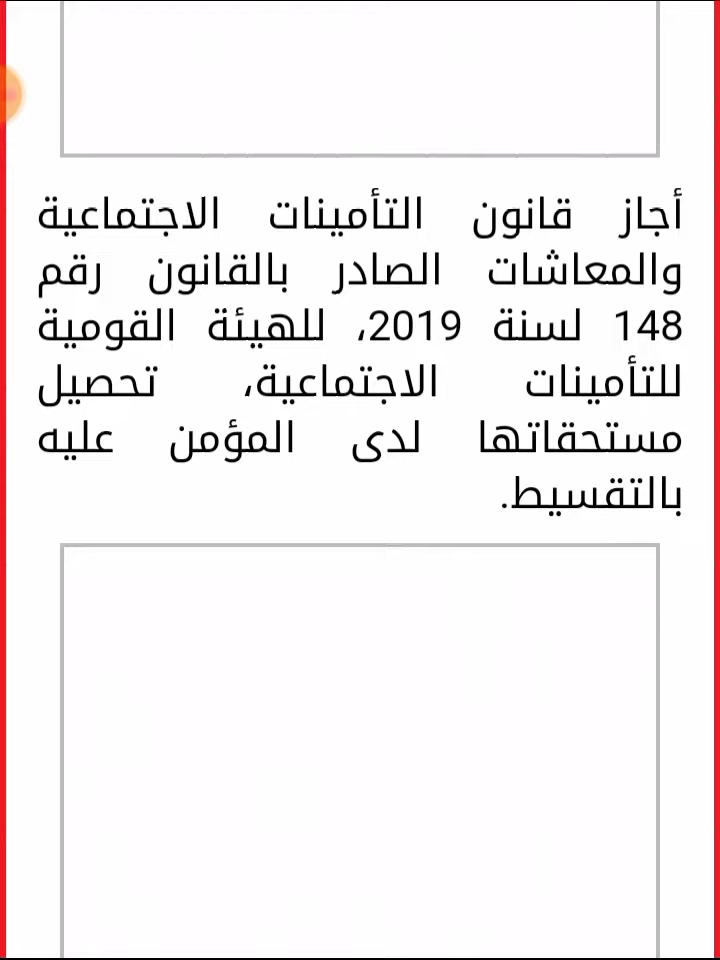 أجاز قانون التأمينات الاجتماعية
والمعاشات الصادر بالقانون رقم
148 لسنة 2019، للهيئة القومية
للتأمينات الاجتماعية، تحصيل
مستحقاتها لدى المؤمن عليه
بالتقسيط.